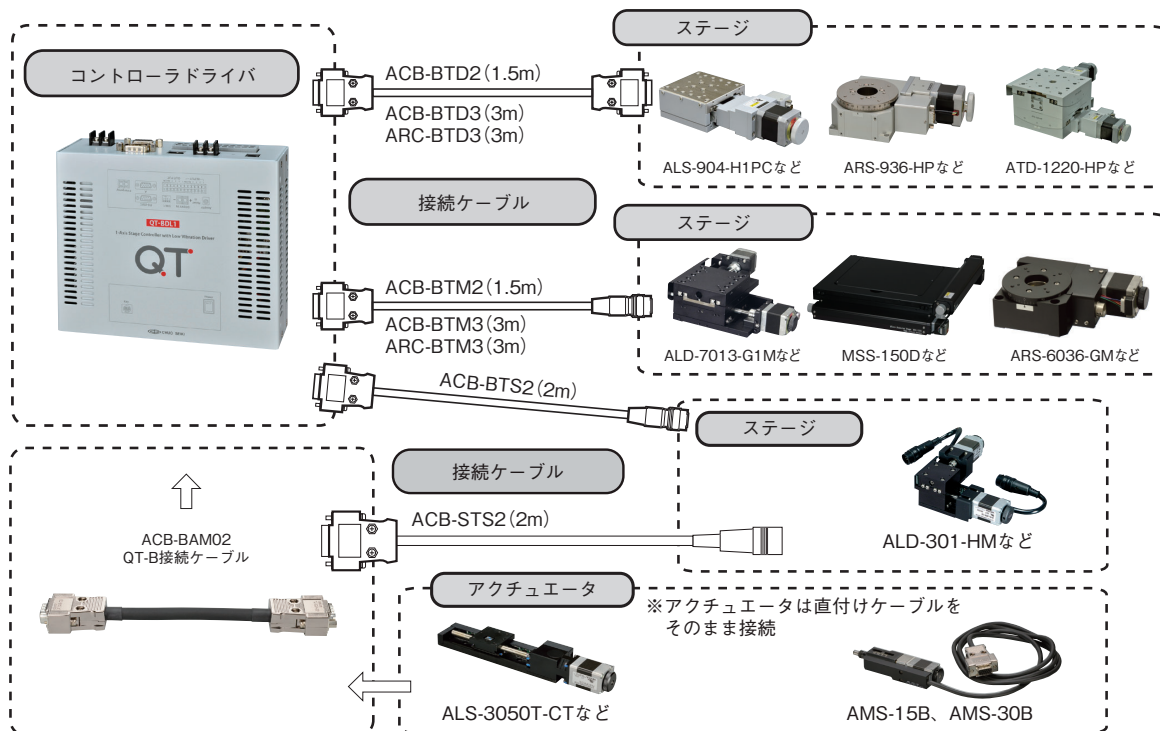 コントローラドライバ
QT-BDL1
1-Axis Stage Controller with Low Vibration Driver
QT
ACB-BTD2(1.5m)
ACB-BTD3(3m)
ARC-BTD3(3m)
ステージ
ALS-904-H1PCなど
ARS-936-HPなど
ATD-1220-HPなど
接続ケーブル
ACB-BTM2(1.5m)
ACB-BTM3(3m)
ARC-BTM3(3m)
ステージ
ALD-7013-G1Mなど
MSS-150Dなど
ARS-6036-GMなど
ACB-BTS2(2m)
ステージ
ALD-301-HMなど
接続ケーブル
ACB-STS2(2m)
ACB-BAM02
QT-B接続ケーブル
アクチュエータ
※アクチュエータは直付けケーブルを
そのまま接続
ALS-3050T-CTなど
AMS-15B、AMS-30B